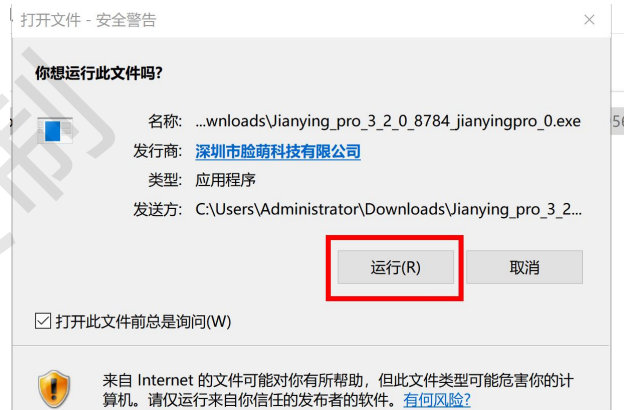 打开文件 - 安全警告
你想运行此文件吗?
名称: ...wnloads\Jianying_pro_3_2_0_8784_jianyingpro_0.exe
发行商: 深圳市脸萌科技有限公司
类型: 应用程序
发送方: C:\Users\Administrator\Downloads\Jianying_pro_3_2...
运行(R) 取消
打开此文件前总是询问(W)
来自 Internet 的文件可能对你有所帮助，但此文件类型可能危害你的计
算机。请仅运行来自你信任的发布者的软件。有何风险?
制